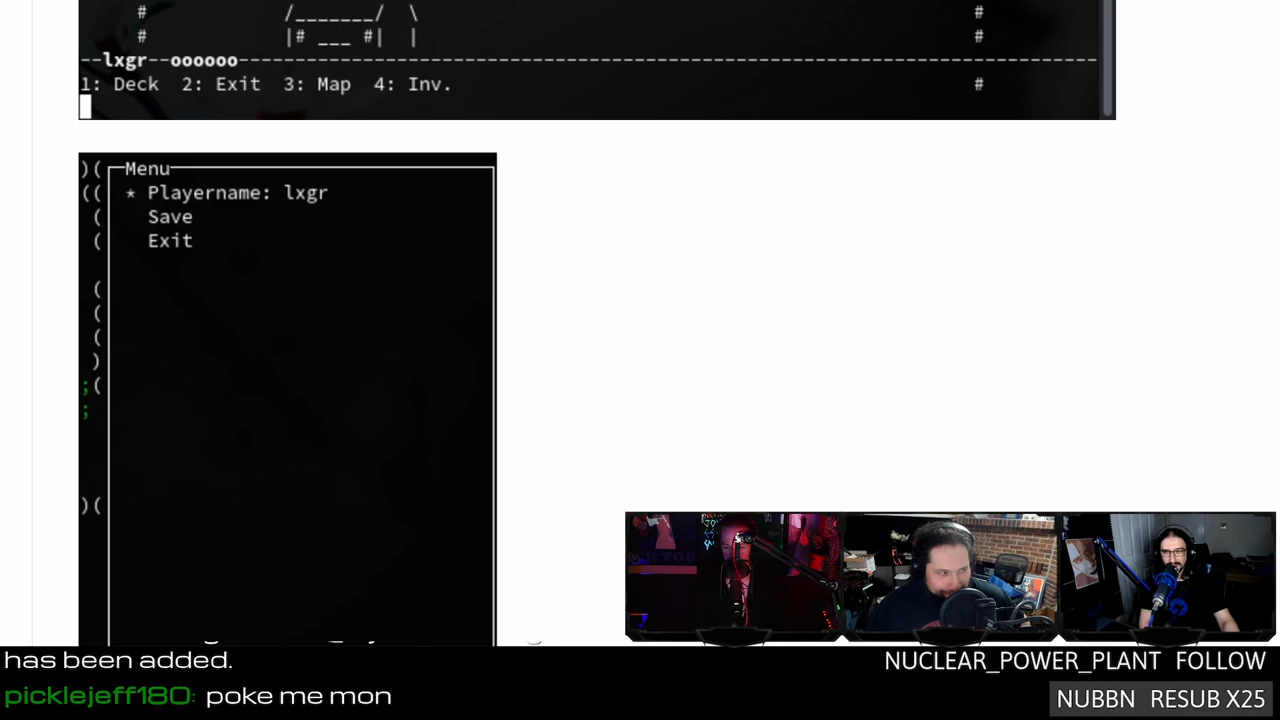 # /_______/ \ #
# |# ___ #| | #
--lxgr--oooooo----------------------------------------------------------------------------
1: Deck 2: Exit 3: Map 4: Inv. #
)( Menu
(( * Playername: lxgr
( Save
( Exit
(
(
(
)
;(
;
)(
has been added.
picklejeff180: poke me mon
NUCLEAR_POWER_PLANT FOLLOW
NUBBN RESUB X25